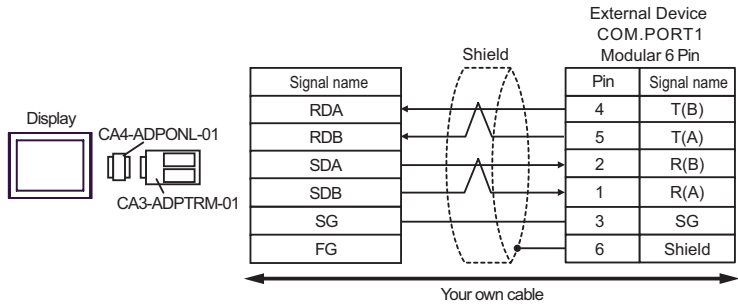 External Device
COM.PORT1
Modular 6 Pin
Shield
Signal name
Pin Signal name
RDA 4 T(B)
RDB 5 T(A)
SDA 2 R(B)
SDB 1 R(A)
SG 3 SG
FG 6 Shield
Display
CA4-ADPONL-01
CA3-ADPTRM-01
Your own cable